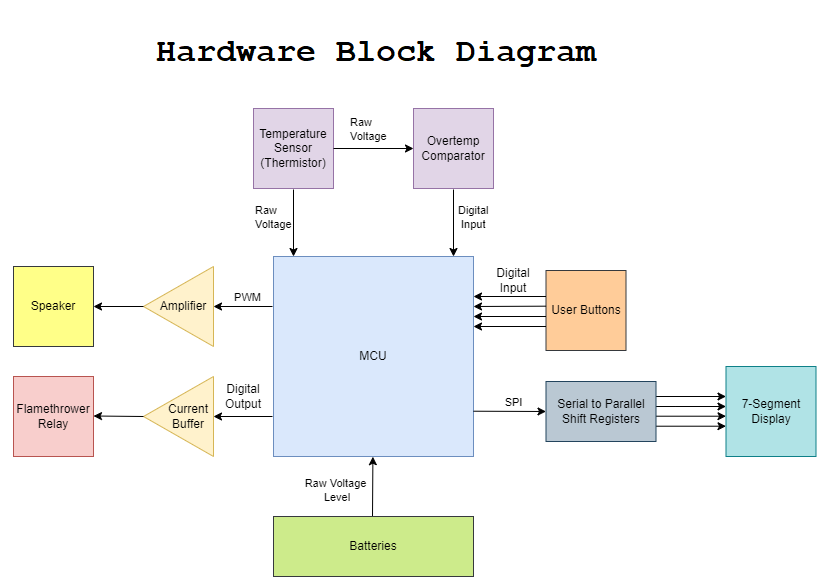 Hardware Block Diagram
Temperature
Sensor
(Thermistor)
Raw
Voltage
Overtemp
Comparator
Raw
Voltage
Digital
Input
Speaker
Amplifier
PWM
MCU
Digital
Input
User Buttons
Flamethrower
Relay
Current
Buffer
Digital
Output
SPI
Serial to Parallel
Shift Registers
7-Segment
Display
Raw Voltage
Level
Batteries